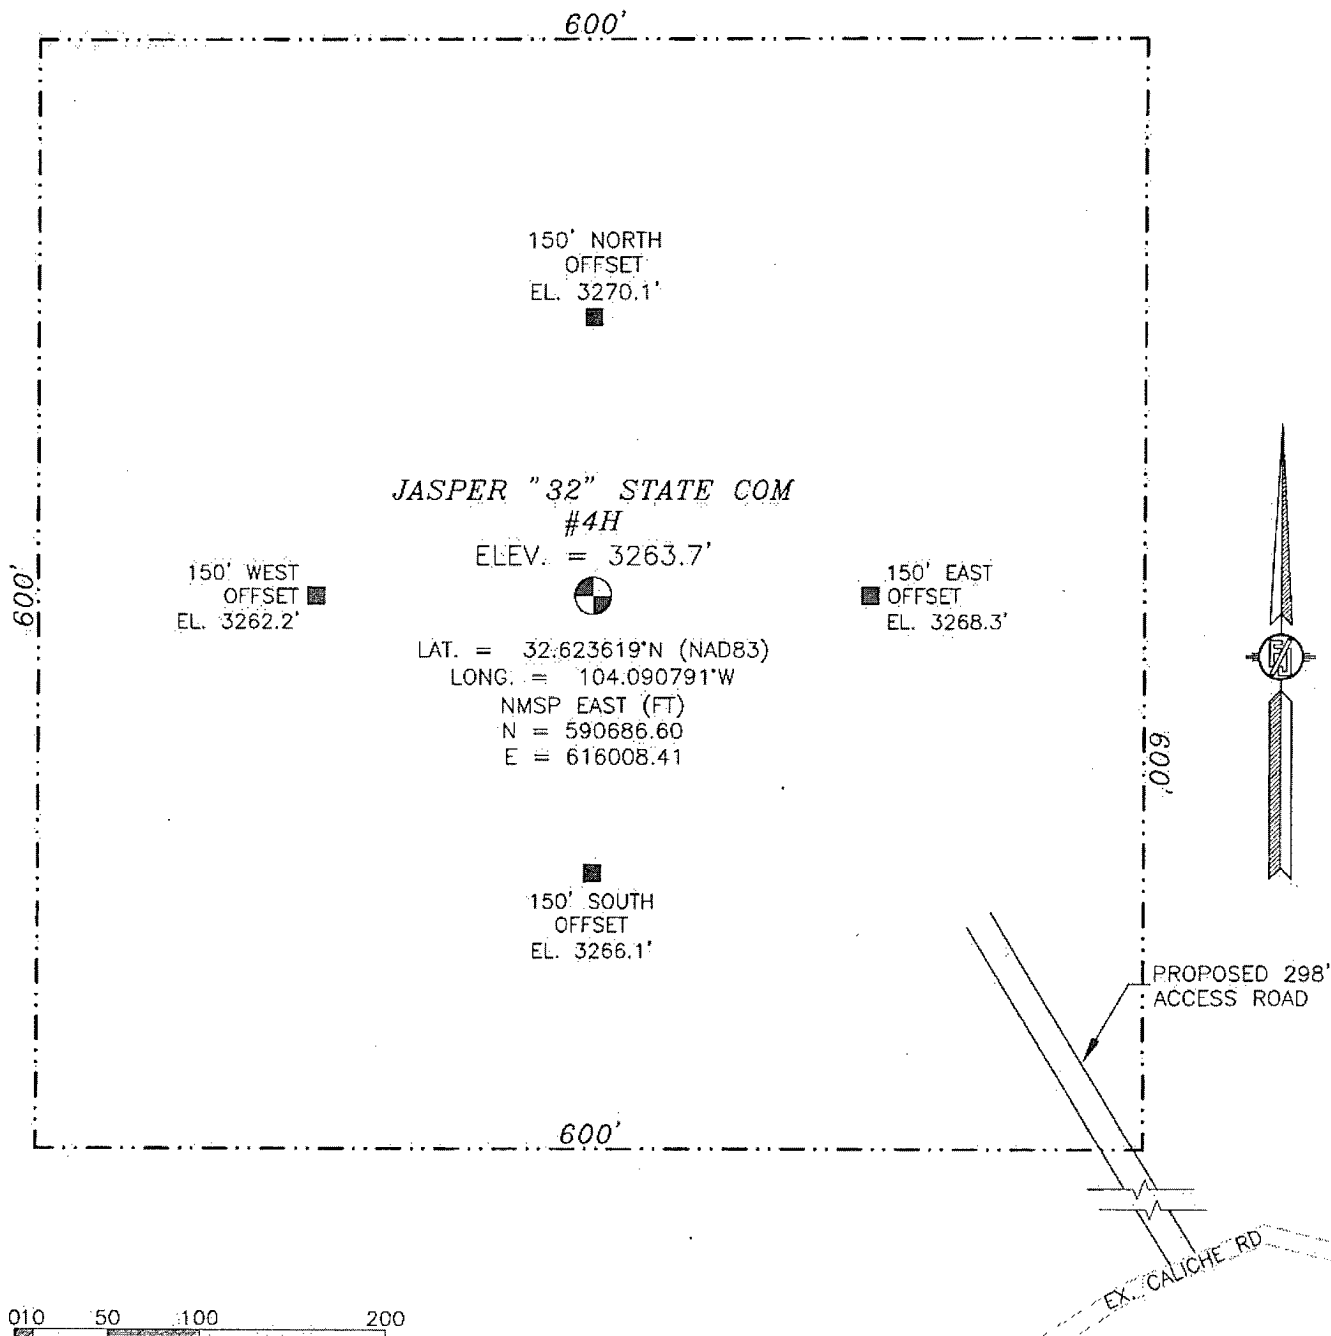 600'
150' NORTH
OFFSET
EL. 3270.1'
JASPER "32" STATE COM
#4H
ELEV. = 3263.7'
150' WEST
OFFSET
EL. 3262.2'
150' EAST
OFFSET
EL. 3268.3'
600'
LAT. = 32.623619°N (NAD83)
LONG. = 104.090791°W
NMSP EAST (FT)
N = 590686.60
E = 616008.41
600'
150' SOUTH
OFFSET
EL. 3266.1'
PROPOSED 298'
ACCESS ROAD
600'
EX. CALICHE RD
010 50 100 200